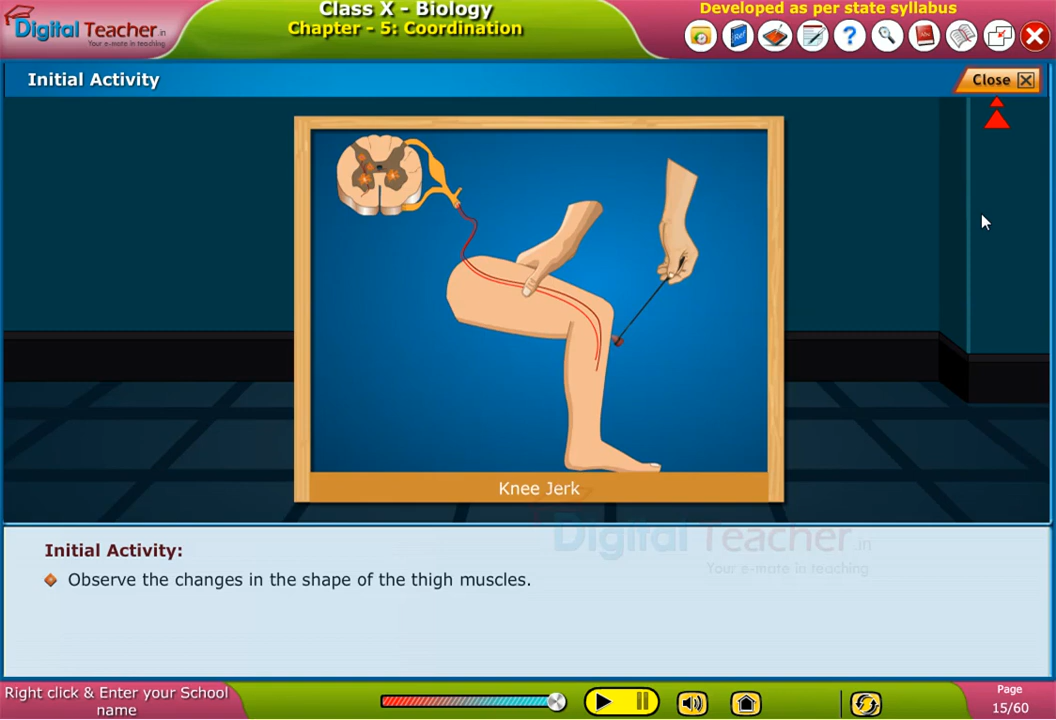 Digital Teacher.in
Your e-mate in teaching
Class X - Biology
Chapter - 5: Coordination
Developed as per state syllabus
Initial Activity
Close
Knee Jerk
Digital Teacher.in
Your e-mate in teaching
Initial Activity:
Observe the changes in the shape of the thigh muscles.
Right click & Enter your School
name
Page
15/60